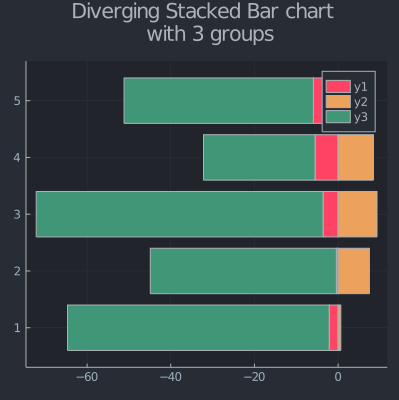 Diverging Stacked Bar chart
with 3 groups
y1
y2
y3
5
4
3
2
1
−60 −40 −20 0